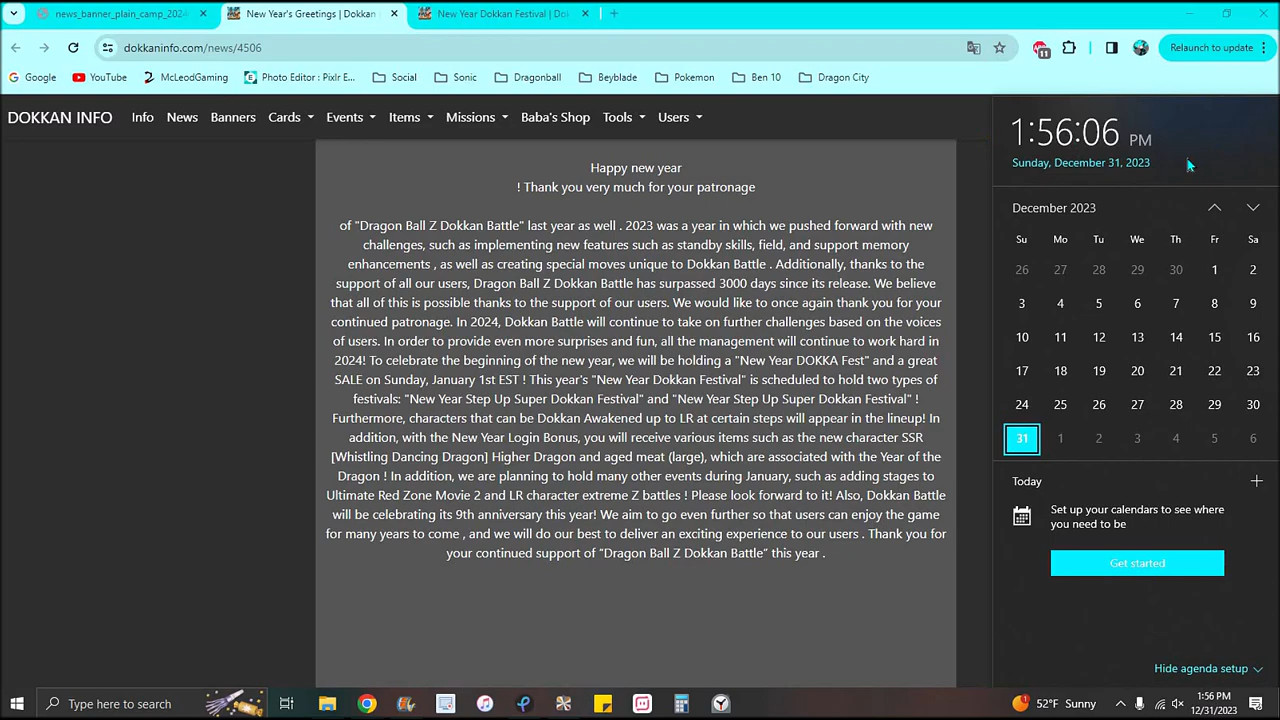 news_banner_plain_camp_2024
New Year's Greetings | Dokkan
New Year Dokkan Festival | Dok
dokkaninfo.com/news/4506
11
Relaunch to update
Google
YouTube
McLeodGaming
Photo Editor : Pixlr E...
Social
Sonic
Dragonball
Beyblade
Pokemon
Ben 10
Dragon City
DOKKAN INFO
Info
News
Banners
Cards
Events
Items
Missions
Baba's Shop
Tools
Users
Happy new year
! Thank you very much for your patronage
of "Dragon Ball Z Dokkan Battle" last year as well . 2023 was a year in which we pushed forward with new
challenges, such as implementing new features such as standby skills, field, and support memory
enhancements , as well as creating special moves unique to Dokkan Battle . Additionally, thanks to the
support of all our users, Dragon Ball Z Dokkan Battle has surpassed 3000 days since its release. We believe
that all of this is possible thanks to the support of our users. We would like to once again thank you for your
continued patronage. In 2024, Dokkan Battle will continue to take on further challenges based on the voices
of users. In order to provide even more surprises and fun, all the management will continue to work hard in
2024! To celebrate the beginning of the new year, we will be holding a "New Year DOKKA Fest" and a great
SALE on Sunday, January 1st EST ! This year's "New Year Dokkan Festival" is scheduled to hold two types of
festivals: "New Year Step Up Super Dokkan Festival" and "New Year Step Up Super Dokkan Festival" !
Furthermore, characters that can be Dokkan Awakened up to LR at certain steps will appear in the lineup! In
addition, with the New Year Login Bonus, you will receive various items such as the new character SSR
[Whistling Dancing Dragon] Higher Dragon and aged meat (large), which are associated with the Year of the
Dragon ! In addition, we are planning to hold many other events during January, such as adding stages to
Ultimate Red Zone Movie 2 and LR character extreme Z battles ! Please look forward to it! Also, Dokkan Battle
will be celebrating its 9th anniversary this year! We aim to go even further so that users can enjoy the game
for many years to come , and we will do our best to deliver an exciting experience to our users . Thank you for
your continued support of "Dragon Ball Z Dokkan Battle" this year .
1:56:06 PM
Sunday, December 31, 2023
December 2023
Su Mo Tu We Th Fr Sa
26 27 28 29 30 1 2
3 4 5 6 7 8 9
10 11 12 13 14 15 16
17 18 19 20 21 22 23
24 25 26 27 28 29 30
31 1 2 3 4 5 6
Today
Set up your calendars to see where
you need to be
Get started
Hide agenda setup
Type here to search
1
52°F Sunny
1:56 PM
12/31/2023